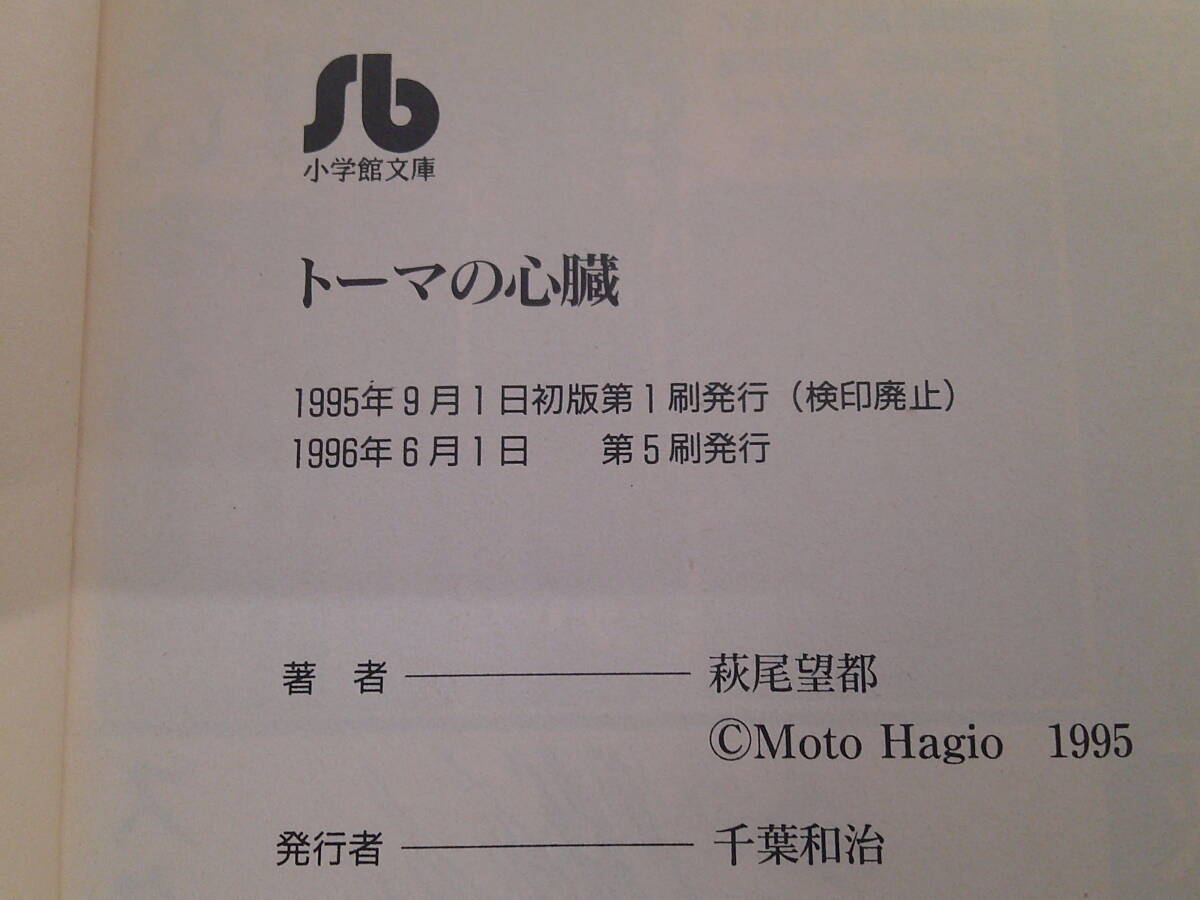 Sb
小学館文庫
トーマの心臓
1995年9月1日初版第1刷発行（検印廃止）
1996年6月1日　第5刷発行
著　者 ———— 萩尾望都
©Moto Hagio　1995
発行者 ———— 千葉和治